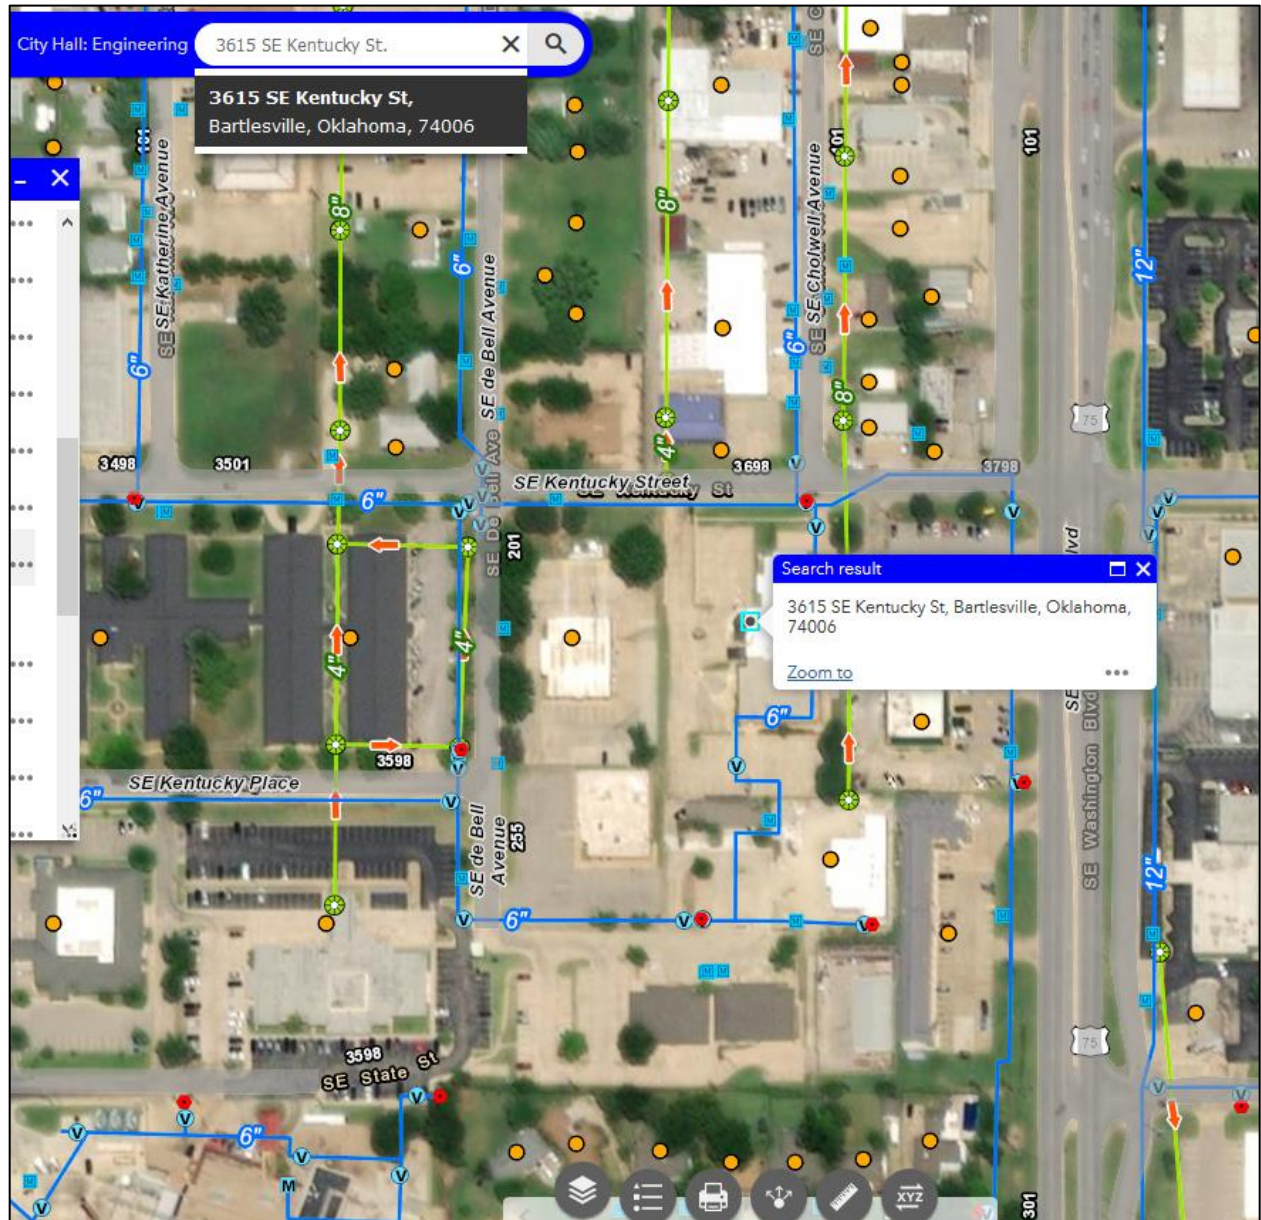 City Hall: Engineering
3615 SE Kentucky St.
3615 SE Kentucky St,
Bartlesville, Oklahoma, 74006
SE Katherine Avenue
SE de Bell Avenue
SE Cholwell Avenue
101
101
8"
8"
6"
6"
6"
8"
12"
4"
75
3498
3501
3698
3798
SE Kentucky Street
SE Kentucky St
6"
SE De Bell Ave
201
Search result
3615 SE Kentucky St, Bartlesville, Oklahoma,
74006
Zoom to
4"
4"
6"
3598
SE Kentucky Place
6"
SE de Bell
Avenue
255
SE Washington Blvd
12"
6"
75
3598
SE State St
6"
M
XYZ
301